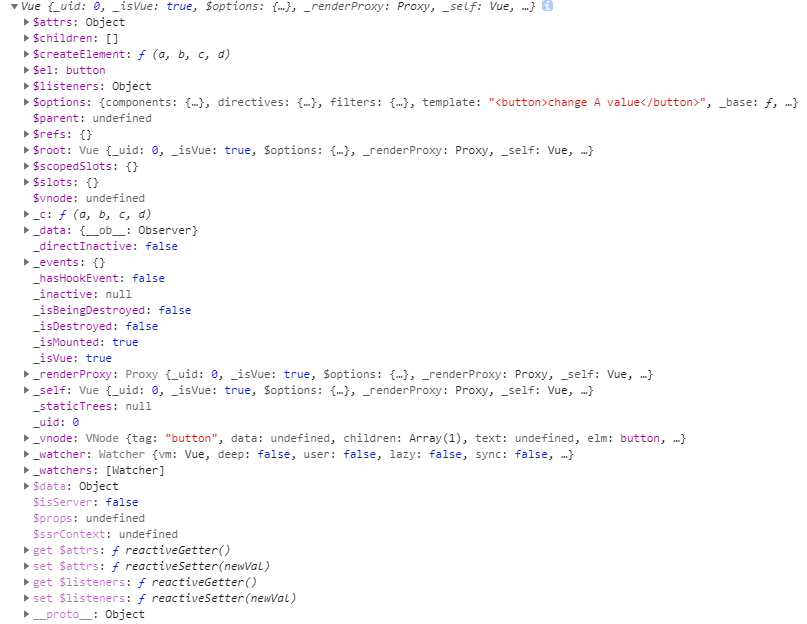 ▼Vue {_uid: 0, _isVue: true, $options: {…}, _renderProxy: Proxy, _self: Vue, …} i
▶$attrs: Object
▶$children: []
▶$createElement: ƒ (a, b, c, d)
▶$el: button
▶$listeners: Object
▶$options: {components: {…}, directives: {…}, filters: {…}, template: "<button>change A value</button>", _base: ƒ, …}
$parent: undefined
▶$refs: {}
▶$root: Vue {_uid: 0, _isVue: true, $options: {…}, _renderProxy: Proxy, _self: Vue, …}
▶$scopedSlots: {}
▶$slots: {}
$vnode: undefined
▶_c: ƒ (a, b, c, d)
▶_data: {__ob__: Observer}
_directInactive: false
▶_events: {}
_hasHookEvent: false
_inactive: null
_isBeingDestroyed: false
_isDestroyed: false
_isMounted: true
_isVue: true
▶_renderProxy: Proxy {_uid: 0, _isVue: true, $options: {…}, _renderProxy: Proxy, _self: Vue, …}
▶_self: Vue {_uid: 0, _isVue: true, $options: {…}, _renderProxy: Proxy, _self: Vue, …}
_staticTrees: null
_uid: 0
▶_vnode: VNode {tag: "button", data: undefined, children: Array(1), text: undefined, elm: button, …}
▶_watcher: Watcher {vm: Vue, deep: false, user: false, lazy: false, sync: false, …}
▶_watchers: [Watcher]
▶$data: Object
$isServer: false
$props: undefined
$ssrContext: undefined
▶get $attrs: ƒ reactiveGetter()
▶set $attrs: ƒ reactiveSetter(newVal)
▶get $listeners: ƒ reactiveGetter()
▶set $listeners: ƒ reactiveSetter(newVal)
▶__proto__: Object